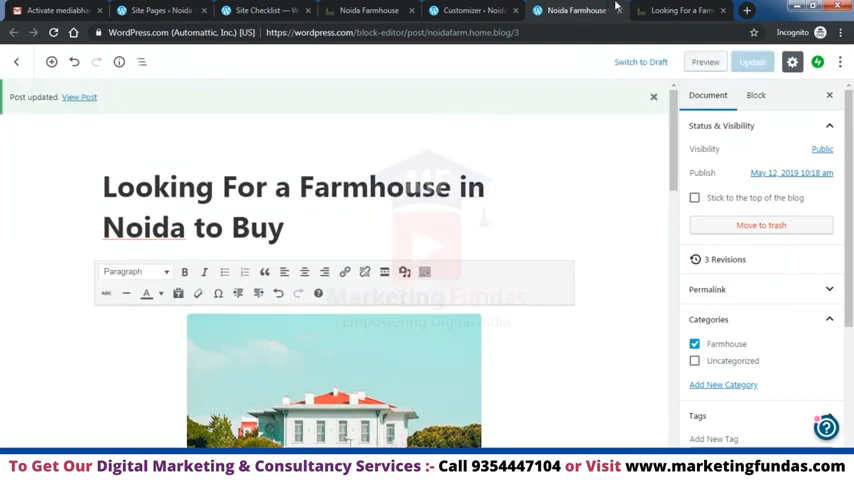 Activate mediabha
Site Pages ‹ Noida
Site Checklist — W
Noida Farmhouse
Customizer ‹ Noida
Noida Farmhouse
Looking For a Farm
WordPress.com (Automattic, Inc.) [US]
https://wordpress.com/block-editor/post/noidafarm.home.blog/3
Incognito
Switch to Draft
Preview
Update
Post updated. View Post
Document
Block
Status & Visibility
Visibility
Public
Publish
May 12, 2019 10:18 am
Stick to the top of the blog
Move to trash
3 Revisions
Permalink
Categories
Farmhouse
Uncategorized
Add New Category
Tags
Add New Tag
Looking For a Farmhouse in
Noida to Buy
Paragraph
B I
ABC
A
ME
Marketing Fundas
Empowering Digital India
To Get Our Digital Marketing & Consultancy Services :- Call 9354447104 or Visit www.marketingfundas.com